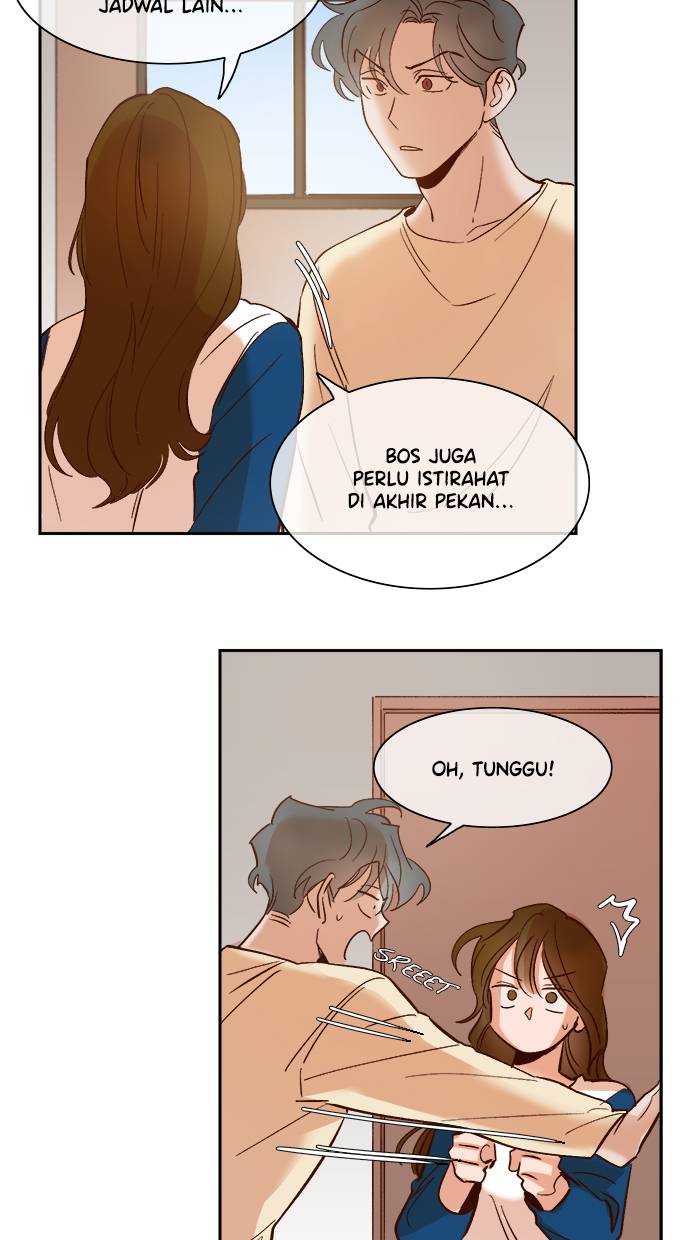 JADWAL LAIN...
BOS JUGA
PERLU ISTIRAHAT
DI AKHIR PEKAN...
OH, TUNGGU!
SREEET